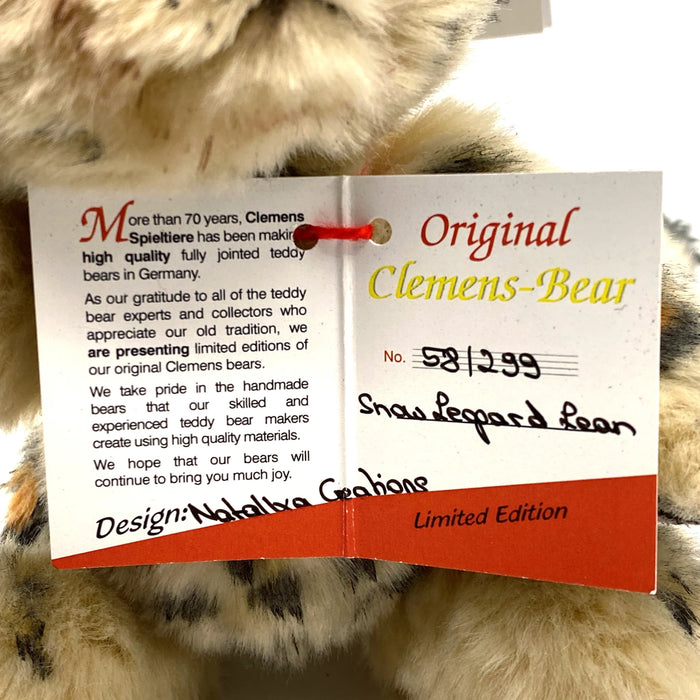 More than 70 years, Clemens
Spieltiere has been making
high quality fully jointed teddy
bears in Germany.
As our gratitude to all of the teddy
bear experts and collectors who
appreciate our old tradition, we
are presenting limited editions of
our original Clemens bears.
We take pride in the handmade
bears that our skilled and
experienced teddy bear makers
create using high quality materials.
We hope that our bears will
continue to bring you much joy.
Design: Nataliya Creations
Original
Clemens-Bear
No. 58/299
Snow Leopard Leon
Limited Edition